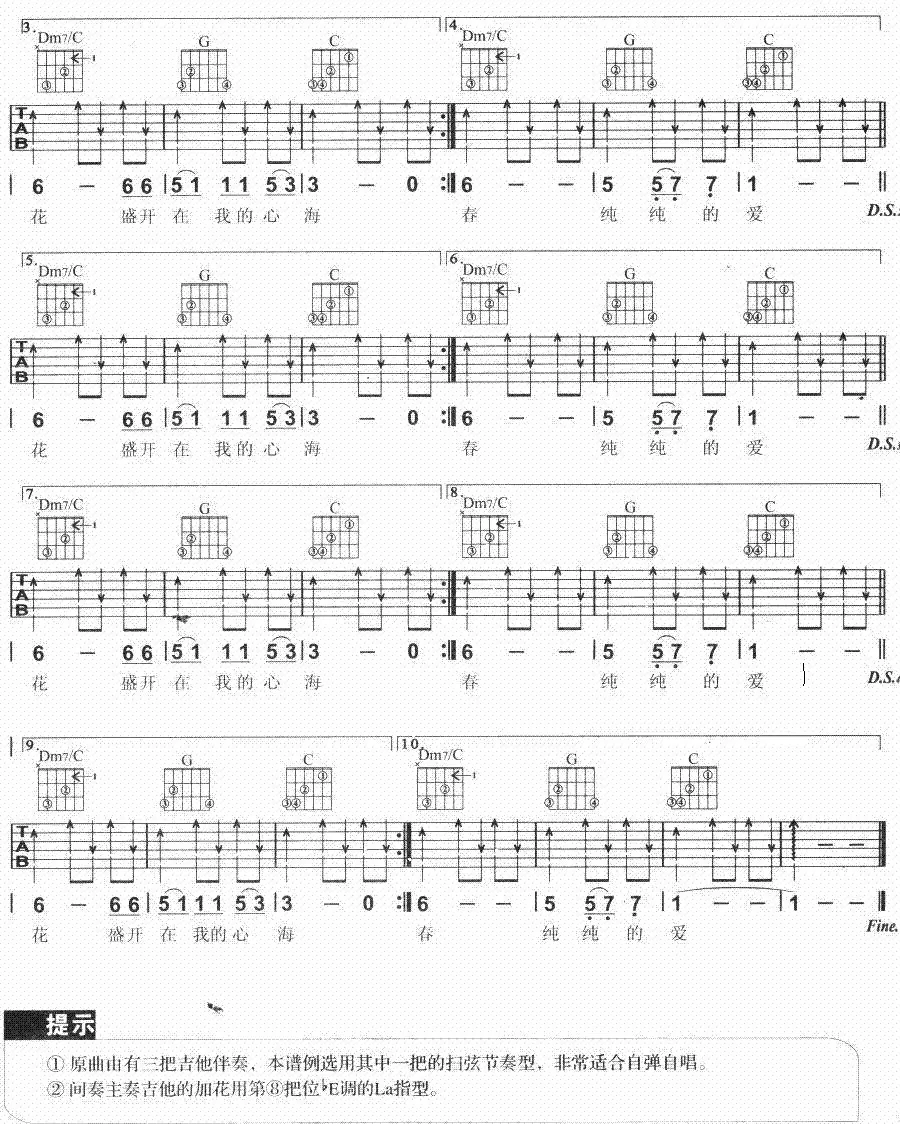 3. 4.
Dm7/C G C Dm7/C G C
TAB
| 6 — 6 6 | 5 1 1 1 5 3 | 3 — 0 :|| 6 — — | 5 5 7 7 | 1 — — ||
花 盛开 在 我的心 海 春 纯 纯 的 爱 D.S.
5. 6.
Dm7/C G C Dm7/C G C
TAB
| 6 — 6 6 | 5 1 1 1 5 3 | 3 — 0 :|| 6 — — | 5 5 7 7 | 1 — — ||
花 盛开 在 我的心 海 春 纯 纯 的 爱 D.S.
7. 8.
Dm7/C G C Dm7/C G C
TAB
| 6 — 6 6 | 5 1 1 1 5 3 | 3 — 0 :|| 6 — — | 5 5 7 7 | 1 — — ||
花 盛开 在 我的心 海 春 纯 纯 的 爱 D.S.
9. 10.
Dm7/C G C Dm7/C G C
TAB
| 6 — 6 6 | 5 1 1 1 5 3 | 3 — 0 :|| 6 — — | 5 5 7 7 | 1 — — | 1 — — ||
花 盛开 在 我的心 海 春 纯 纯 的 爱 Fine.
提示
① 原曲由有三把吉他伴奏，本谱例选用其中一把的扫弦节奏型，非常适合自弹自唱。
② 间奏主奏吉他的加花用第⑧把位♭E调的La指型。